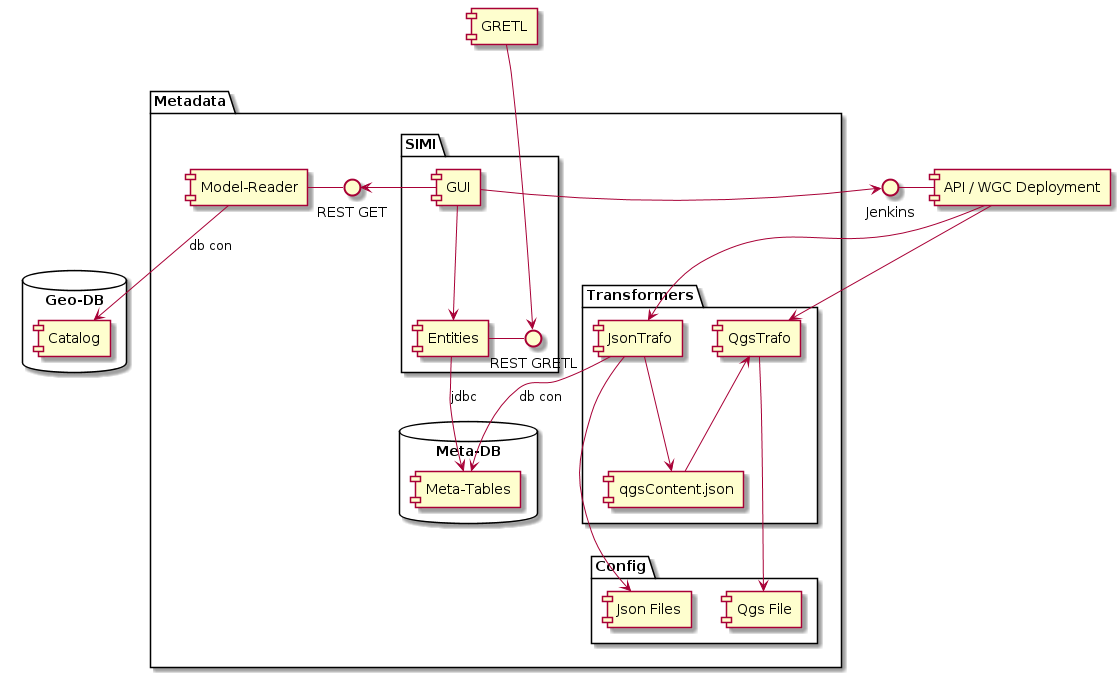 GRETL
Metadata
SIMI
Model-Reader
REST GET
GUI
Jenkins
API / WGC Deployment
db con
Geo-DB
Catalog
Transformers
Entities
REST GRETL
JsonTrafo
QgsTrafo
jdbc
db con
Meta-DB
Meta-Tables
qgsContent.json
Config
Json Files
Qgs File